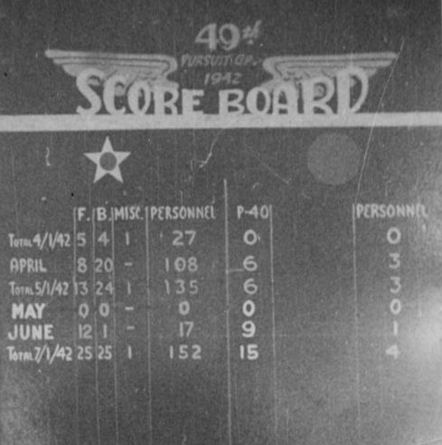 49th
PURSUIT GP.
1942
SCORE BOARD
F. B. MISC. PERSONNEL P-40 PERSONNEL
TOTAL 4/1/42 5 4 1 27 0 0
APRIL 8 20 - 108 6 3
TOTAL 5/1/42 13 24 1 135 6 3
MAY 0 0 - 0 0 0
JUNE 12 1 - 17 9 1
TOTAL 7/1/42 25 25 1 152 15 4